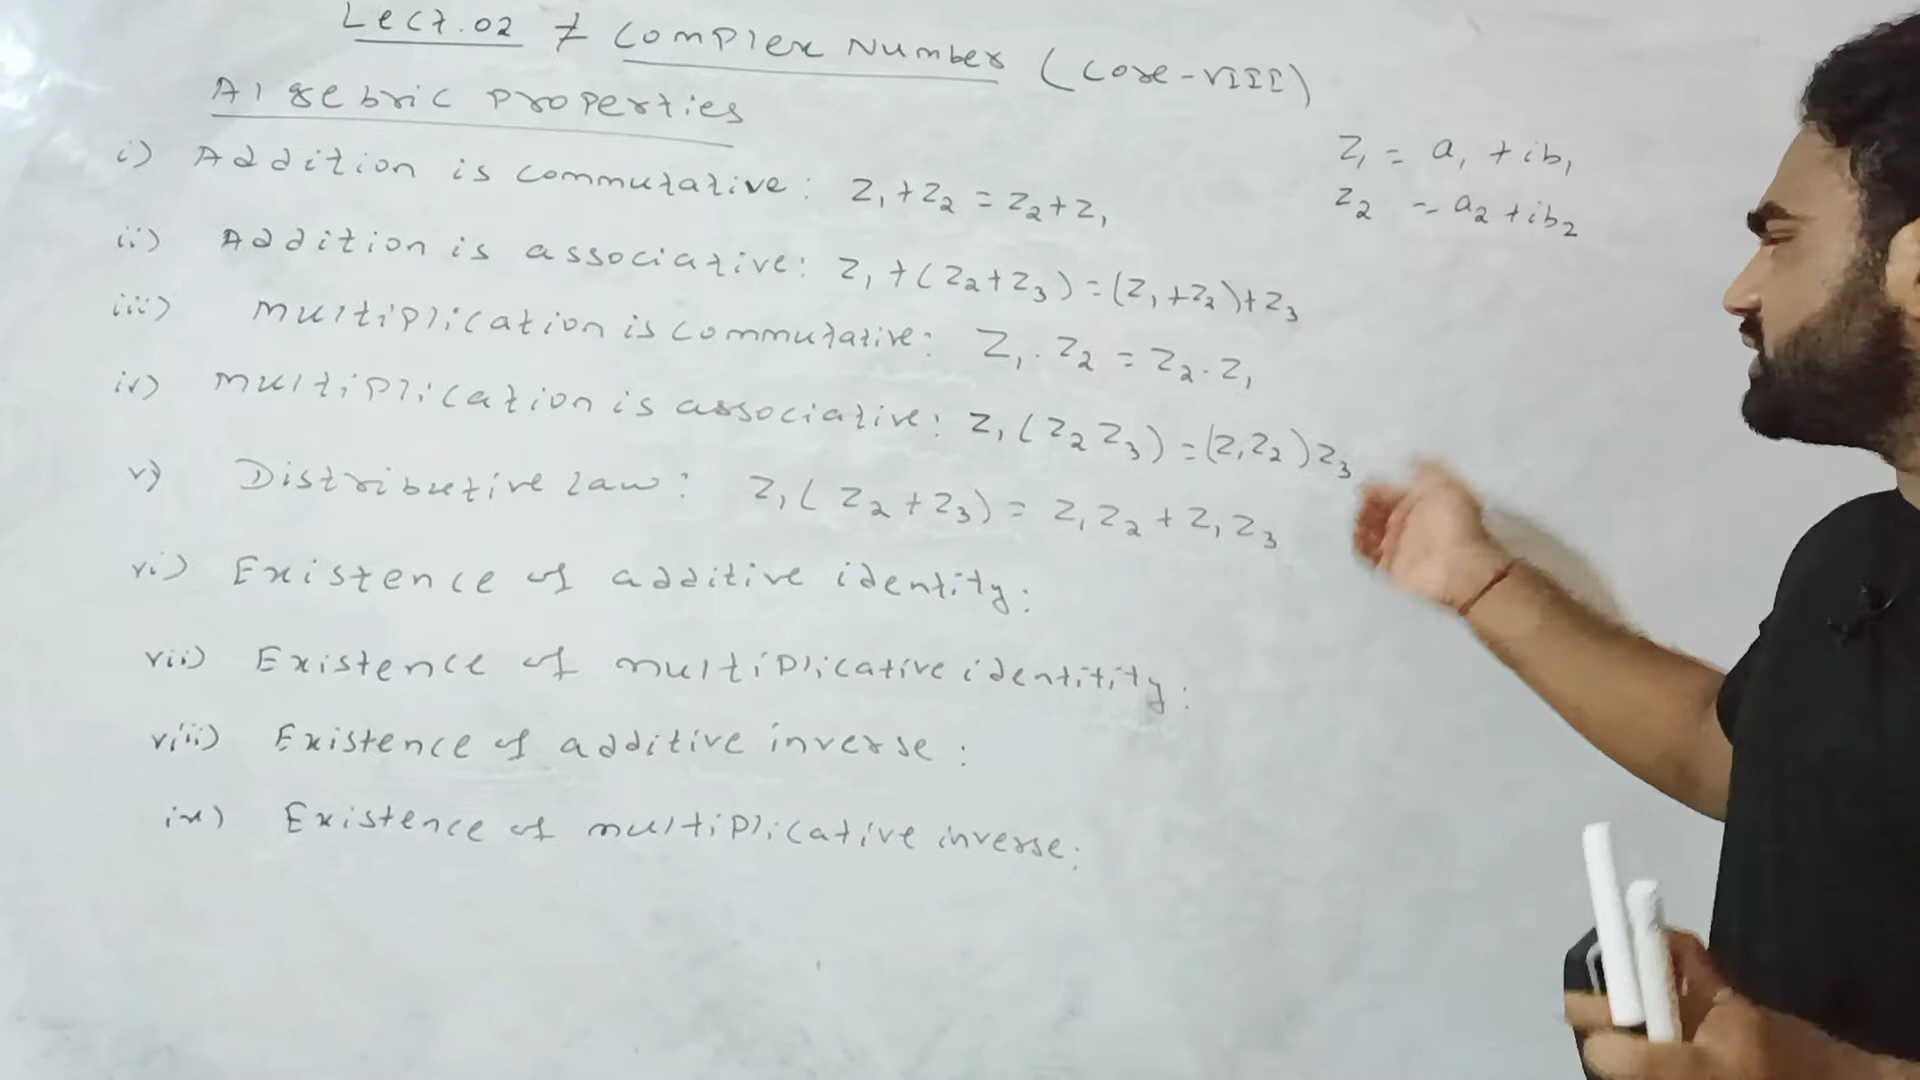 Lect.02 Complex Number (Core-VIII)
Algebric Properties
i) Addition is commutative: z₁+z₂ = z₂+z₁
z₁ = a₁ + ib₁
z₂ = a₂ + ib₂
ii) Addition is associative: z₁ + (z₂+z₃) = (z₁+z₂)+z₃
iii) multiplication is commutative: z₁ . z₂ = z₂ . z₁
iv) multiplication is associative: z₁ (z₂ z₃) = (z₁z₂) z₃
v) Distributive law: z₁ (z₂+z₃) = z₁z₂ + z₁z₃
vi) Existence of additive identity:
vii) Existence of multiplicative identitity:
viii) Existence of additive inverse:
ix) Existence of multiplicative inverse: